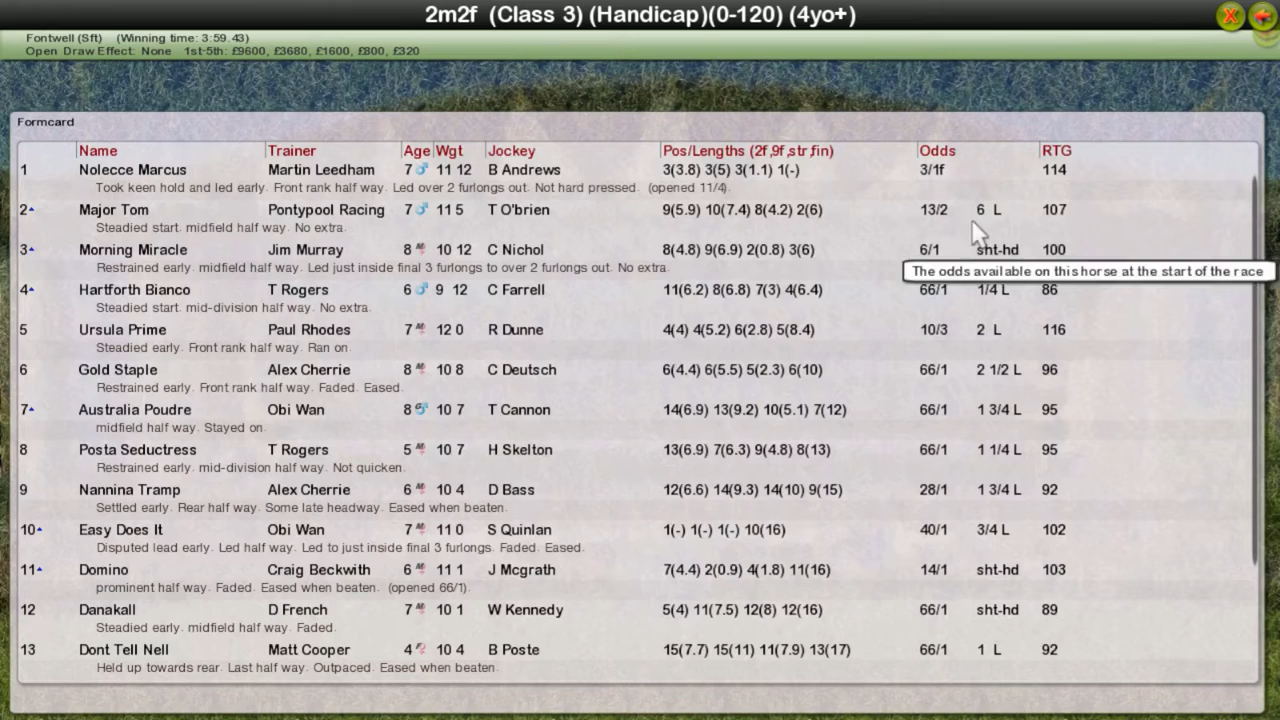 2m2f (Class 3) (Handicap)(0-120) (4yo+)
Fontwell (Sft) (Winning time: 3:59.43)
Open Draw Effect: None 1st-5th: £9600, £3680, £1600, £800, £320
Formcard
Name Trainer Age Wgt Jockey Pos/Lengths (2f,9f,str,fin) Odds RTG
1 Nolecce Marcus Martin Leedham 7 11 12 B Andrews 3(3.8) 3(5) 3(1.1) 1(-) 3/1f 114
Took keen hold and led early. Front rank half way. Led over 2 furlongs out. Not hard pressed. (opened 11/4).
2 Major Tom Pontypool Racing 7 11 5 T O'brien 9(5.9) 10(7.4) 8(4.2) 2(6) 13/2 6 L 107
Steadied start. midfield half way. No extra.
3 Morning Miracle Jim Murray 8 10 12 C Nichol 8(4.8) 9(6.9) 2(0.8) 3(6) 6/1 sht-hd 100
Restrained early. midfield half way. Led just inside final 3 furlongs to over 2 furlongs out. No extra.
The odds available on this horse at the start of the race
4 Hartforth Bianco T Rogers 6 9 12 C Farrell 11(6.2) 8(6.8) 7(3) 4(6.4) 66/1 1/4 L 86
Steadied start. mid-division half way. No extra.
5 Ursula Prime Paul Rhodes 7 12 0 R Dunne 4(4) 4(5.2) 6(2.8) 5(8.4) 10/3 2 L 116
Steadied early. Front rank half way. Ran on.
6 Gold Staple Alex Cherrie 8 10 8 C Deutsch 6(4.4) 6(5.5) 5(2.3) 6(10) 66/1 2 1/2 L 96
Restrained early. Front rank half way. Faded. Eased.
7 Australia Poudre Obi Wan 8 10 7 T Cannon 14(6.9) 13(9.2) 10(5.1) 7(12) 66/1 1 3/4 L 95
midfield half way. Stayed on.
8 Posta Seductress T Rogers 5 10 7 H Skelton 13(6.9) 7(6.3) 9(4.8) 8(13) 66/1 1 1/4 L 95
Restrained early. mid-division half way. Not quicken.
9 Nannina Tramp Alex Cherrie 6 10 4 D Bass 12(6.6) 14(9.3) 14(10) 9(15) 28/1 1 3/4 L 92
Settled early. Rear half way. Some late headway. Eased when beaten.
10 Easy Does It Obi Wan 7 11 0 S Quinlan 1(-) 1(-) 1(-) 10(16) 40/1 3/4 L 102
Disputed lead early. Led half way. Led to just inside final 3 furlongs. Faded. Eased.
11 Domino Craig Beckwith 6 11 1 J Mcgrath 7(4.4) 2(0.9) 4(1.8) 11(16) 14/1 sht-hd 103
prominent half way. Faded. Eased when beaten. (opened 66/1).
12 Danakall D French 7 10 1 W Kennedy 5(4) 11(7.5) 12(8) 12(16) 66/1 sht-hd 89
Steadied early. midfield half way. Faded.
13 Dont Tell Nell Matt Cooper 4 10 4 B Poste 15(7.7) 15(11) 11(7.9) 13(17) 66/1 1 L 92
Held up towards rear. Last half way. Outpaced. Eased when beaten.